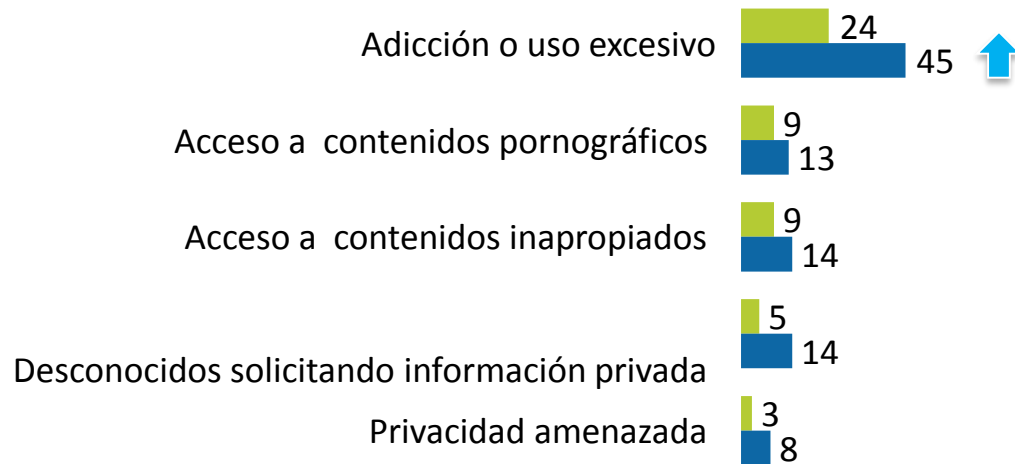 Adicción o uso excesivo
24
45
Acceso a contenidos pornográficos
9
13
Acceso a contenidos inapropiados
9
14
Desconocidos solicitando información privada
5
14
Privacidad amenazada
3
8